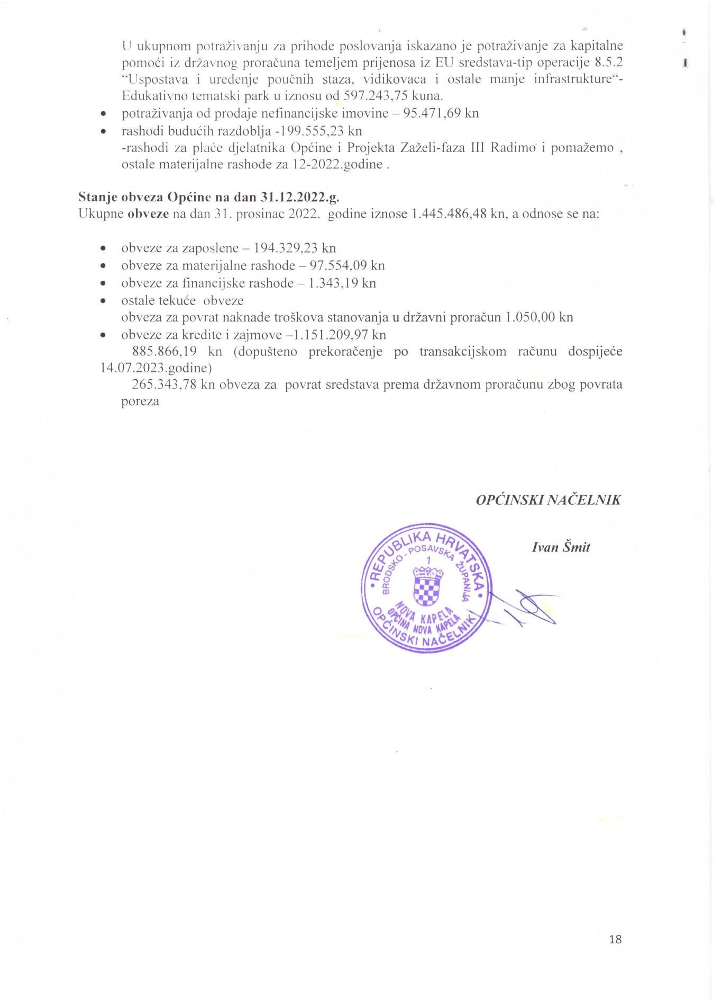 U ukupnom potraživanju za prihode poslovanja iskazano je potraživanje za kapitalne
pomoći iz državnog proračuna temeljem prijenosa iz EU sredstava-tip operacije 8.5.2
“Uspostava i uređenje poučnih staza, vidikovaca i ostale manje infrastrukture“-
Edukativno tematski park u iznosu od 597.243,75 kuna.
• potraživanja od prodaje nefinancijske imovine – 95.471,69 kn
• rashodi budućih razdoblja -199.555,23 kn
-rashodi za plaće djelatnika Općine i Projekta Zaželi-faza III Radimo i pomažemo ,
ostale materijalne rashode za 12-2022.godine .
Stanje obveza Općine na dan 31.12.2022.g.
Ukupne obveze na dan 31. prosinac 2022. godine iznose 1.445.486,48 kn, a odnose se na:
• obveze za zaposlene – 194.329,23 kn
• obveze za materijalne rashode – 97.554,09 kn
• obveze za financijske rashode – 1.343,19 kn
• ostale tekuće obveze
obveza za povrat naknade troškova stanovanja u državni proračun 1.050,00 kn
• obveze za kredite i zajmove –1.151.209,97 kn
885.866,19 kn (dopušteno prekoračenje po transakcijskom računu dospijeće
14.07.2023.godine)
265.343,78 kn obveza za povrat sredstava prema državnom proračunu zbog povrata
poreza
OPĆINSKI NAČELNIK
Ivan Šmit
REPUBLIKA HRVATSKA
BRODSKO - POSAVSKA ŽUPANIJA
1
NOVA KAPELA
OPĆINA NOVA KAPELA
OPĆINSKI NAČELNIK
18